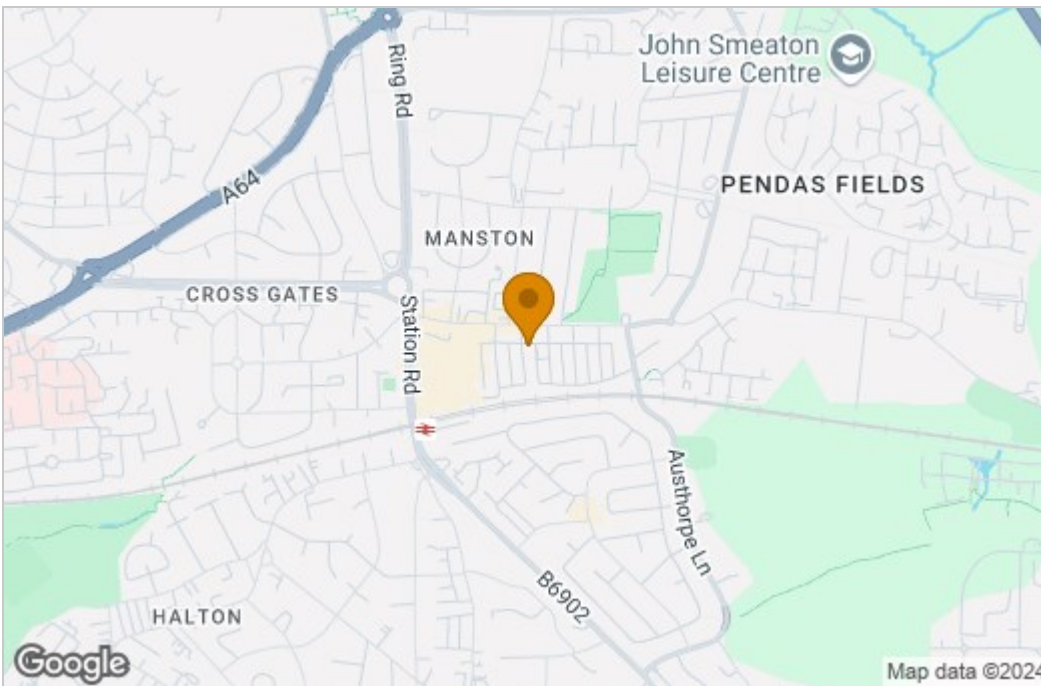 John Smeaton
Leisure Centre
Ring Rd
A64
PENDAS FIELDS
MANSTON
CROSS GATES
Station Rd
Austhorpe Ln
B6902
HALTON
Google
Map data ©2024